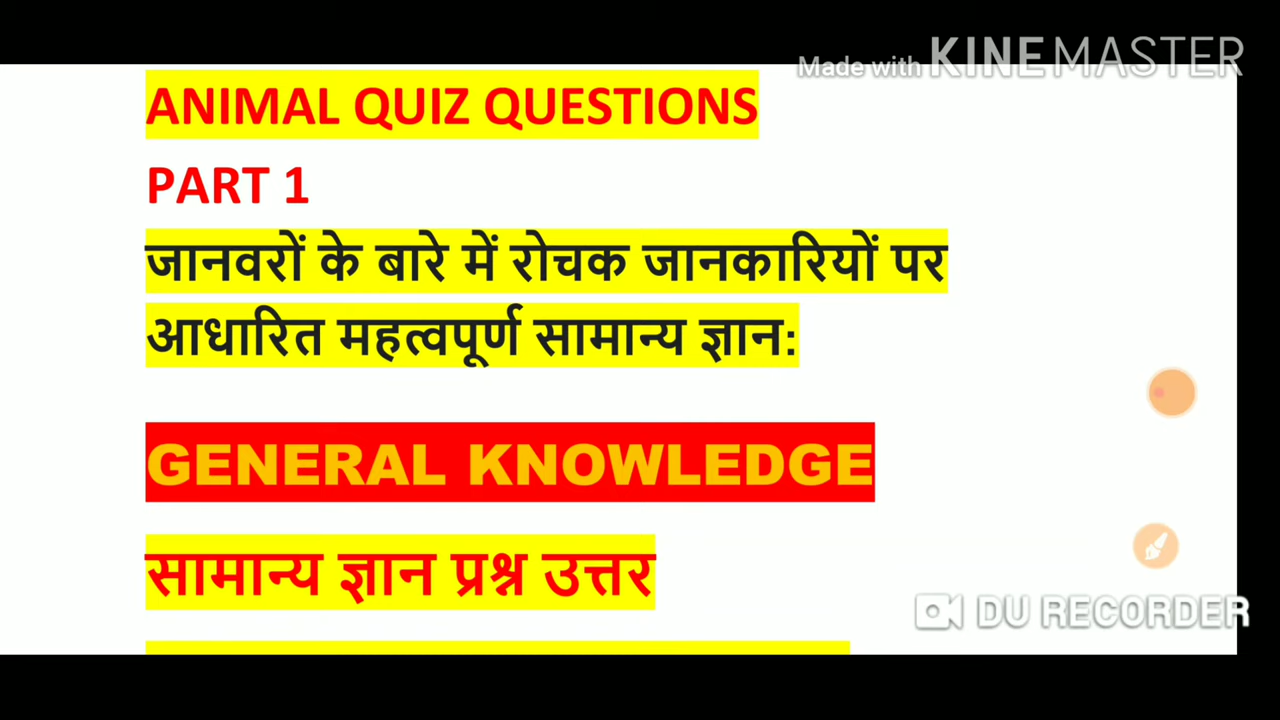 Made with KINEMASTER
ANIMAL QUIZ QUESTIONS
PART 1
जानवरों के बारे में रोचक जानकारियों पर
आधारित महत्वपूर्ण सामान्य ज्ञान:
GENERAL KNOWLEDGE
सामान्य ज्ञान प्रश्न उत्तर
DU RECORDER